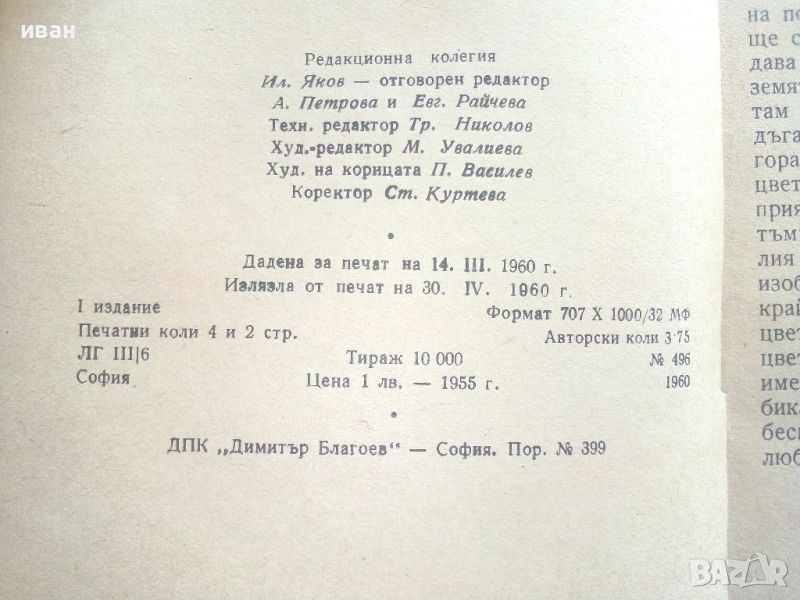 иван
Редакционна колегия
Ил. Янов — отговорен редактор
А. Петрова и Евг. Райчева
Техн. редактор Тр. Николов
Худ.-редактор М. Увалиева
Худ. на корицата П. Василев
Коректор Ст. Куртева
Дадена за печат на 14. III. 1960 г.
Излязла от печат на 30. IV. 1960 г.
I издание Формат 707 X 1000/32 МФ
Печатни коли 4 и 2 стр. Авторски коли 3·75
ЛГ III|6 Тираж 10 000 № 496
София Цена 1 лв. — 1955 г. 1960
ДПК „Димитър Благоев“ — София. Пор. № 399
на по
ще с
дава
земят
там
дъга
гора
цвет
прия
тъм
лия
изоб
край
цвет
цвет
име
бика
бесн
люб
BAZAR